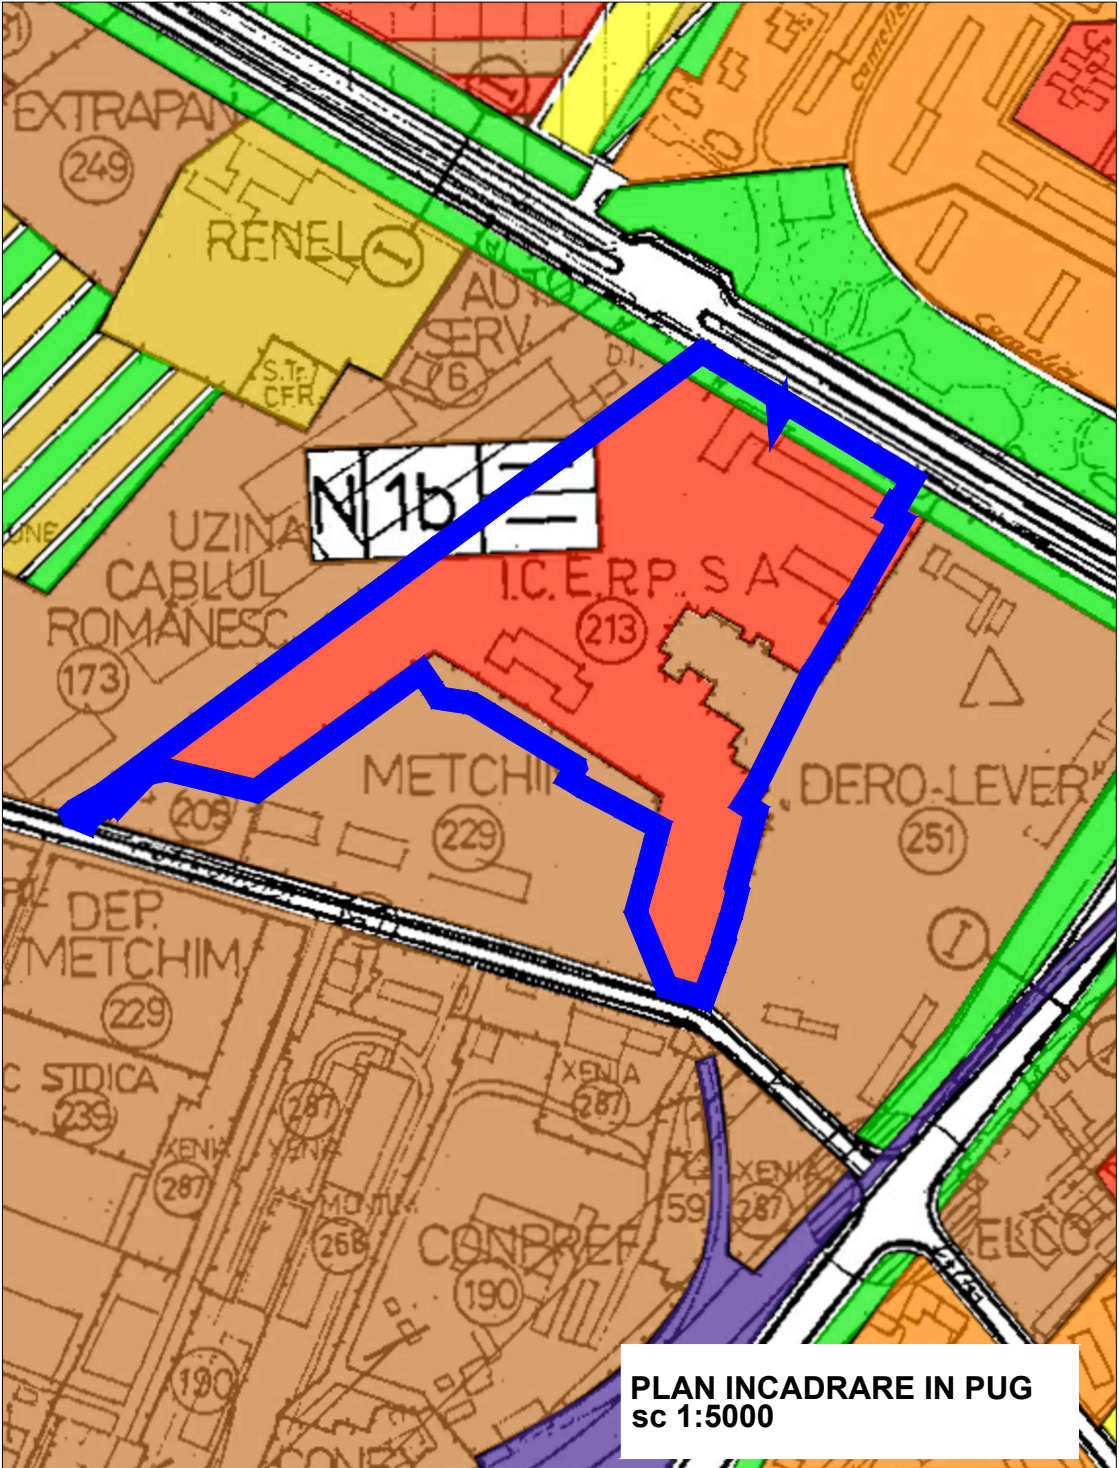 EXTRAPAN
249
RENEL
I
I
AUTO
SERV.
76
S.Tr.
CFR.
N 1b
UZINA
CABLUL
ROMÂNESC
173
I.C.E.R.P. S A
213
METCHIM
229
205
DERO-LEVER"
251
I
DEP.
METCHIM
229
C STOICA
239
XENIA
287
287
XENIA
XENIA
287
XENIA
287
59
268
CONPREF
190
190
ELCO
PLAN INCADRARE IN PUG
sc 1:5000